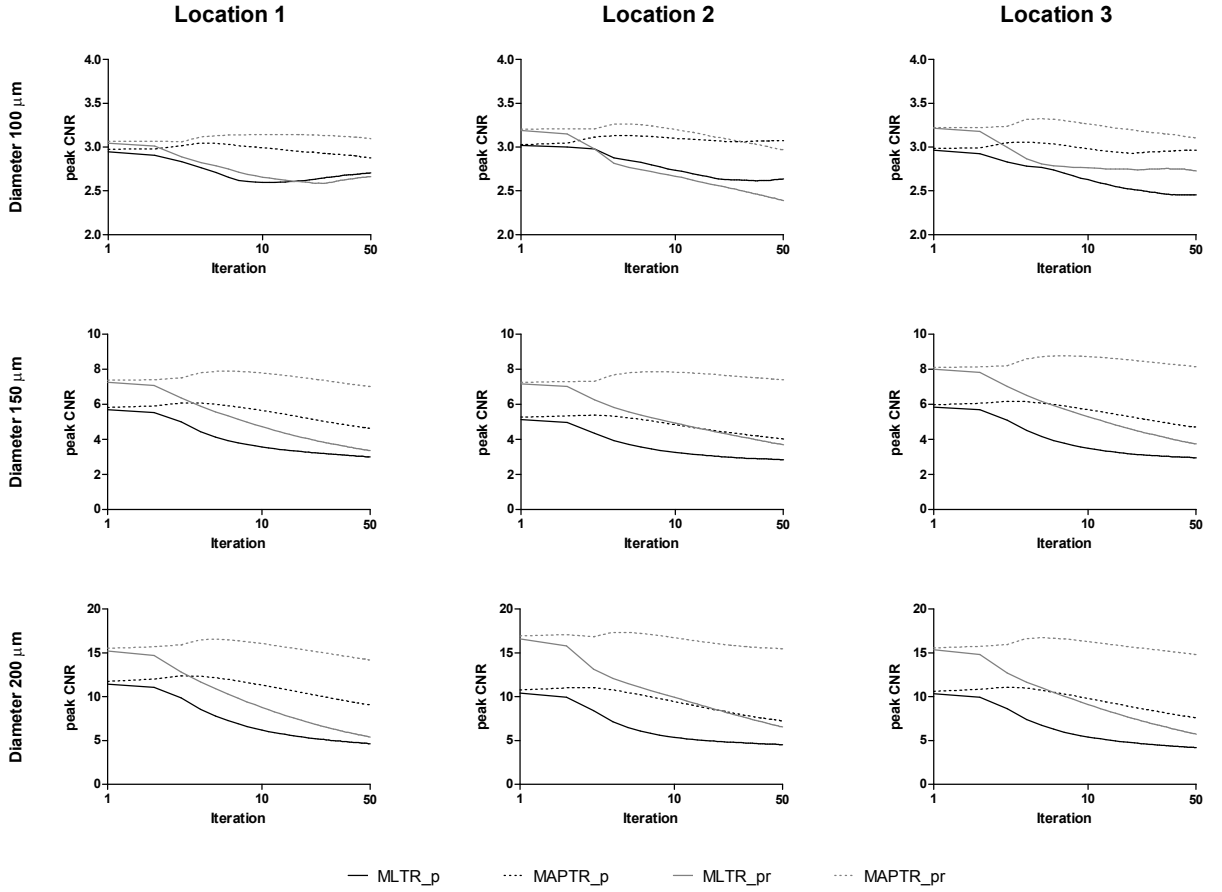 Location 1
Location 2
Location 3
Diameter 100 μm
peak CNR
4.0
3.5
3.0
2.5
2.0
1
10
50
Iteration
peak CNR
4.0
3.5
3.0
2.5
2.0
1
10
50
Iteration
peak CNR
4.0
3.5
3.0
2.5
2.0
1
10
50
Iteration
Diameter 150 μm
peak CNR
10
8
6
4
2
0
1
10
50
Iteration
peak CNR
10
8
6
4
2
0
1
10
50
Iteration
peak CNR
10
8
6
4
2
0
1
10
50
Iteration
Diameter 200 μm
peak CNR
20
15
10
5
0
1
10
50
Iteration
peak CNR
20
15
10
5
0
1
10
50
Iteration
peak CNR
20
15
10
5
0
1
10
50
Iteration
MLTR_p
MAPTR_p
MLTR_pr
MAPTR_pr